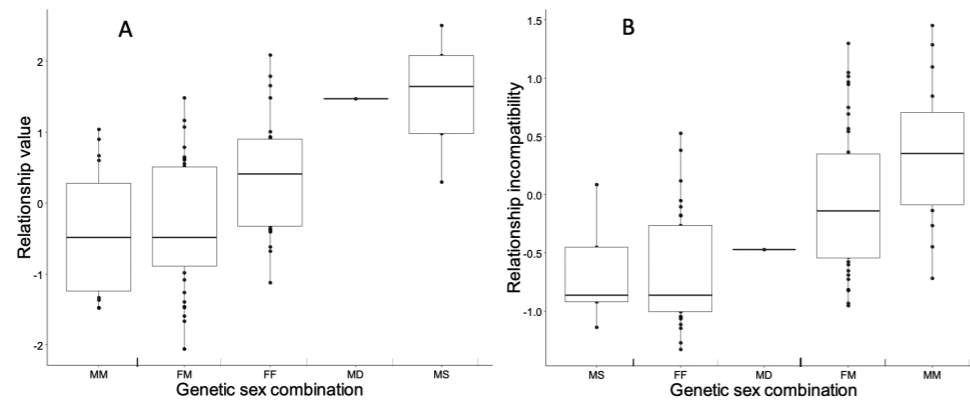 A
Relationship value
2
1
0
-1
-2
MM FM FF MD MS
Genetic sex combination
B
Relationship incompatibility
1.5
1.0
0.5
0.0
-0.5
-1.0
MS FF MD FM MM
Genetic sex combination